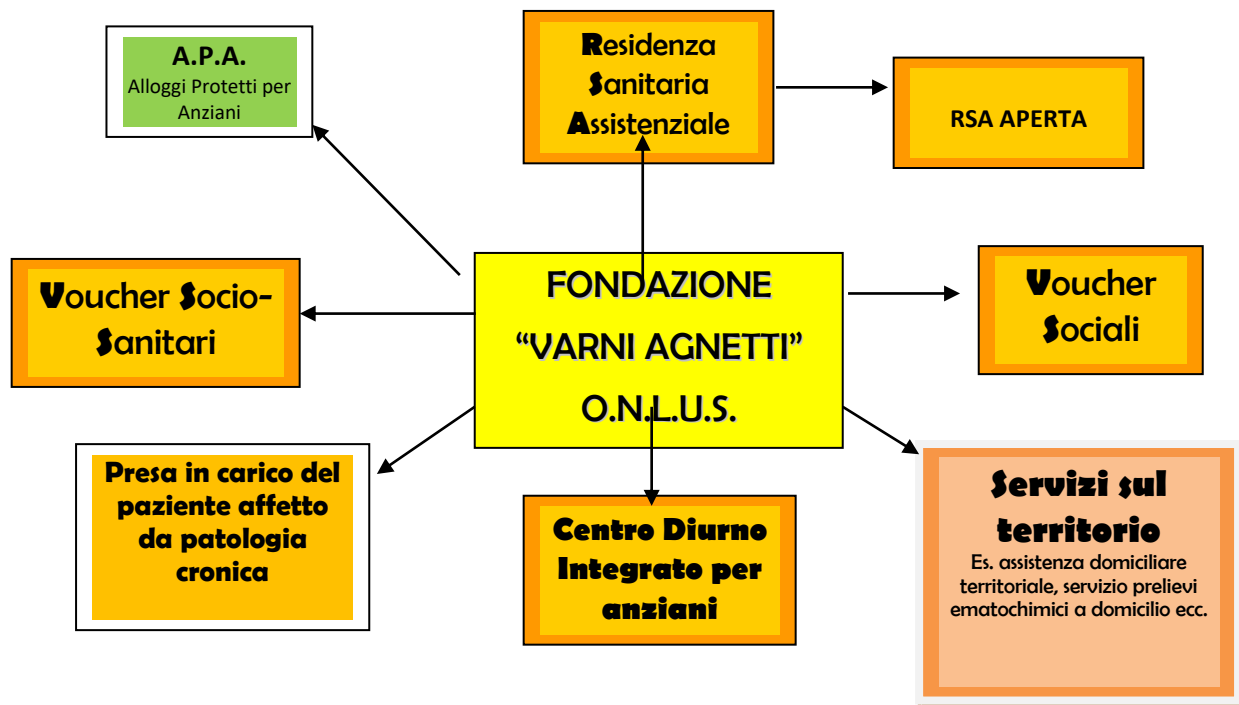 A.P.A.
Alloggi Protetti per
Anziani
Residenza
Sanitaria
Assistenziale
RSA APERTA
Voucher Socio-
Sanitari
FONDAZIONE
“VARNI AGNETTI”
O.N.L.U.S.
Voucher
Sociali
Presa in carico del
paziente affetto
da patologia
cronica
Centro Diurno
Integrato per
anziani
Servizi sul
territorio
Es. assistenza domiciliare
territoriale, servizio prelievi
ematochimici a domicilio ecc.